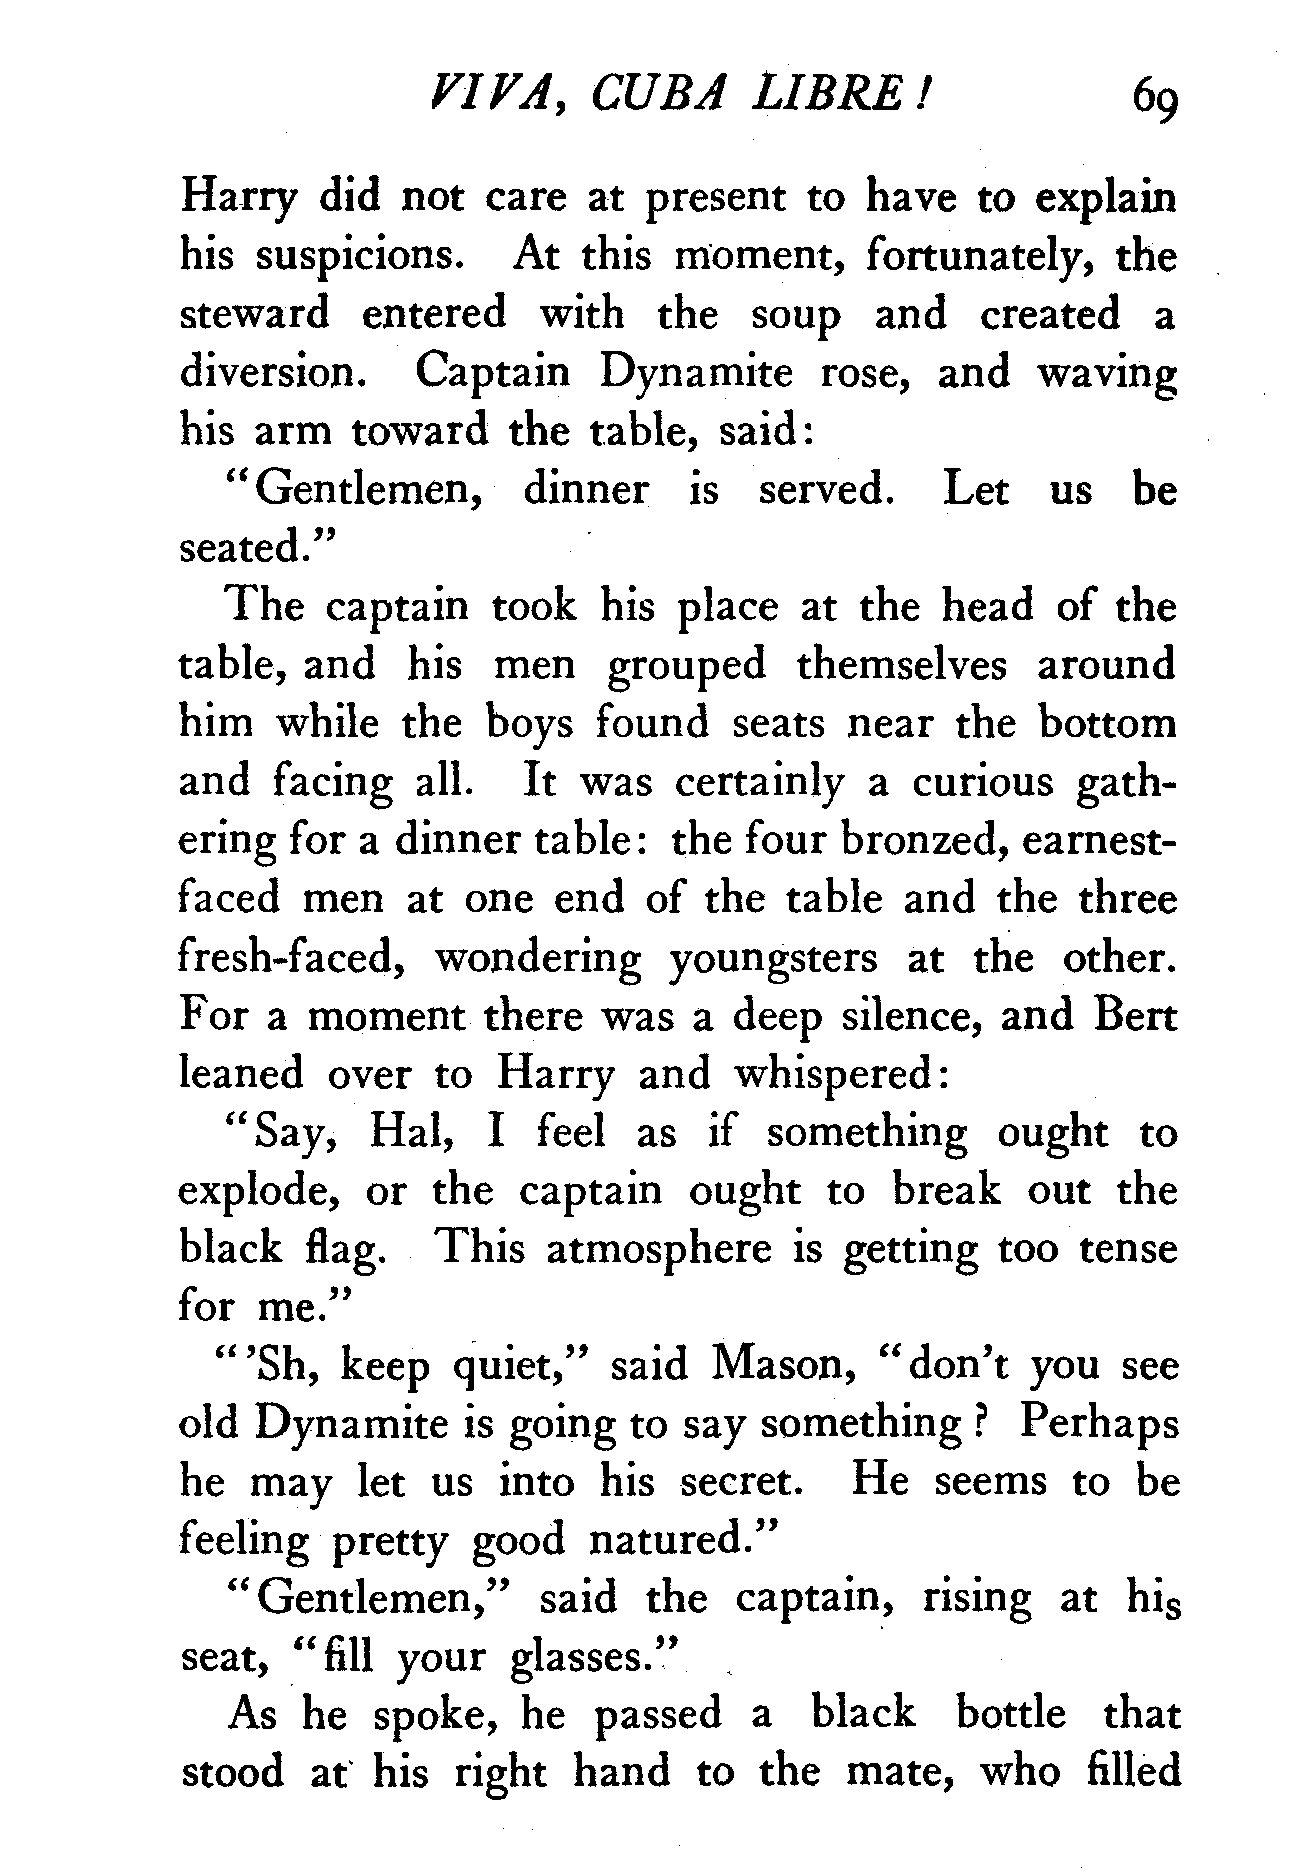 VIVA, CUBA LIBRE! 69
Harry did not care at present to have to explain
his suspicions. At this moment, fortunately, the
steward entered with the soup and created a
diversion. Captain Dynamite rose, and waving
his arm toward the table, said:
"Gentlemen, dinner is served. Let us be
seated."
The captain took his place at the head of the
table, and his men grouped themselves around
him while the boys found seats near the bottom
and facing all. It was certainly a curious gath-
ering for a dinner table: the four bronzed, earnest-
faced men at one end of the table and the three
fresh-faced, wondering youngsters at the other.
For a moment there was a deep silence, and Bert
leaned over to Harry and whispered:
"Say, Hal, I feel as if something ought to
explode, or the captain ought to break out the
black flag. This atmosphere is getting too tense
for me."
"'Sh, keep quiet," said Mason, "don't you see
old Dynamite is going to say something? Perhaps
he may let us into his secret. He seems to be
feeling pretty good natured."
"Gentlemen," said the captain, rising at his
seat, "fill your glasses."
As he spoke, he passed a black bottle that
stood at his right hand to the mate, who filled